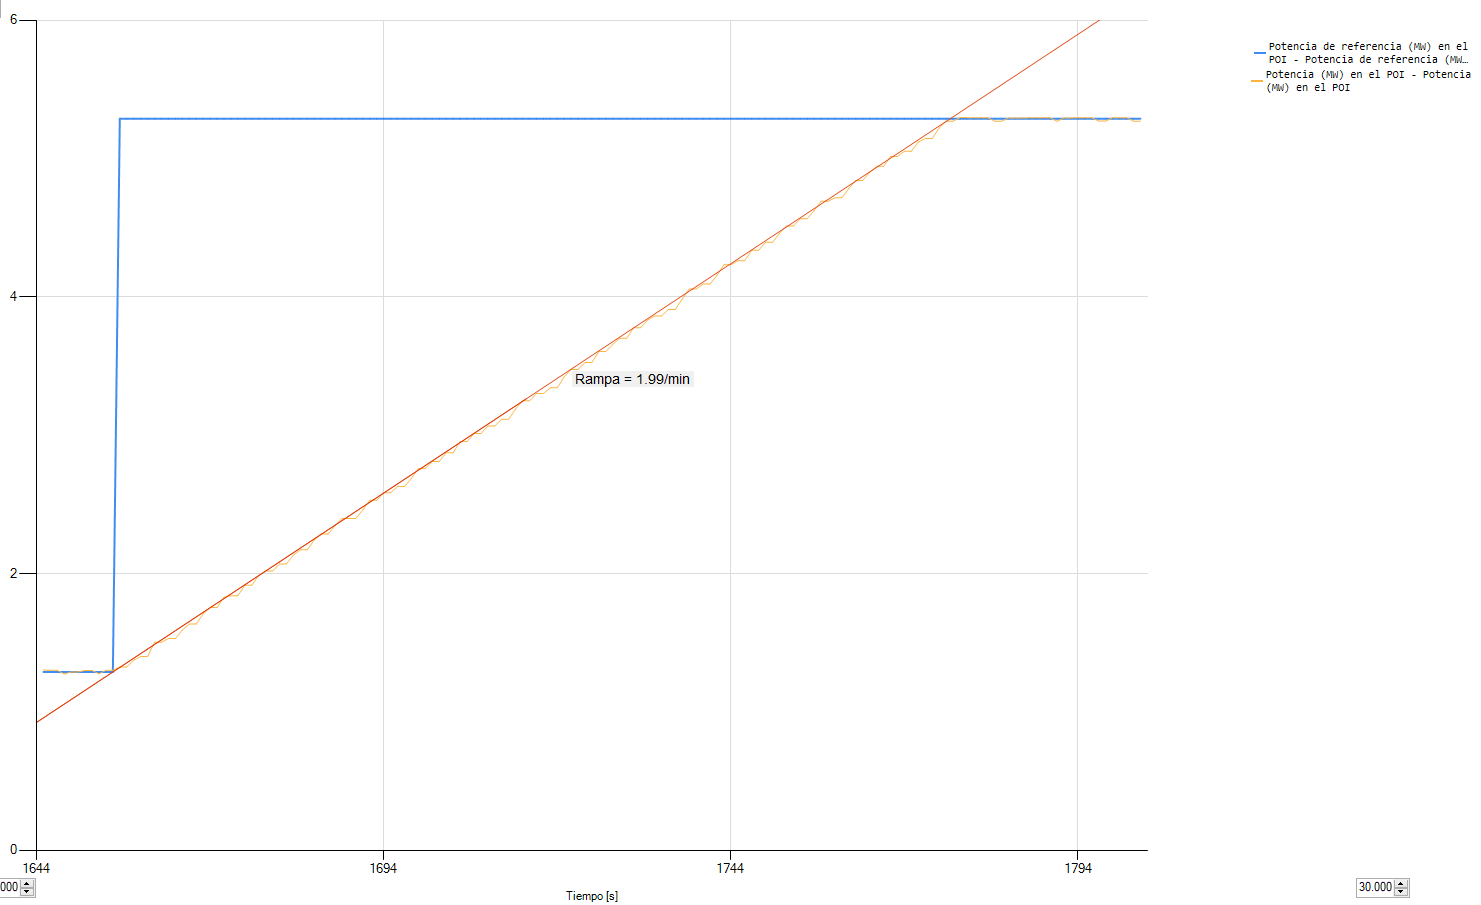 6
Potencia de referencia (MW) en el
POI - Potencia de referencia (MW…
Potencia (MW) en el POI - Potencia
(MW) en el POI
4
Rampa = 1.99/min
2
0
1644 1694 1744 1794
000 30.000
Tiempo [s]